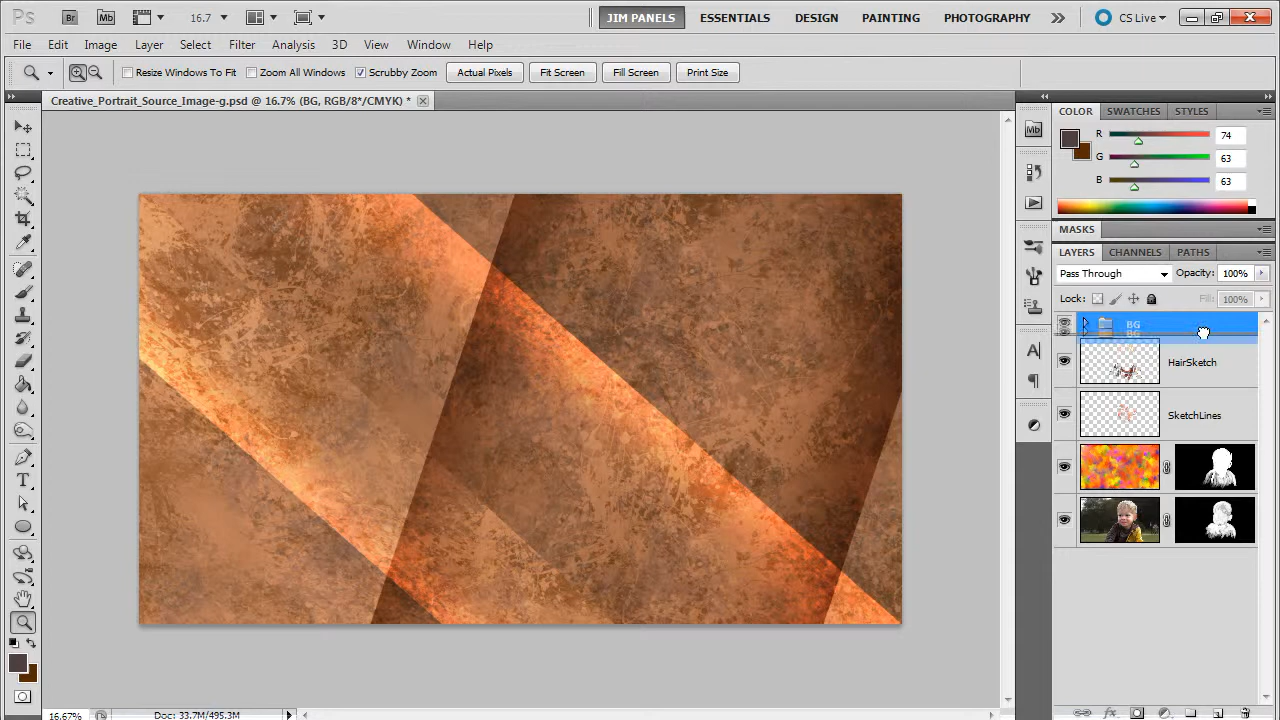 Ps Br Mb 16.7 JIM PANELS ESSENTIALS DESIGN PAINTING PHOTOGRAPHY CS Live
File Edit Image Layer Select Filter Analysis 3D View Window Help
Resize Windows To Fit Zoom All Windows Scrubby Zoom Actual Pixels Fit Screen Fill Screen Print Size
Creative_Portrait_Source_Image-g.psd @ 16.7% (BG, RGB/8*/CMYK) *
COLOR SWATCHES STYLES
Mb
R 74
G 63
B 63
MASKS
LAYERS CHANNELS PATHS
Pass Through Opacity: 100%
Lock: Fill: 100%
BG
BG
HairSketch
SketchLines
16.67% Doc: 33.7M/495.3M